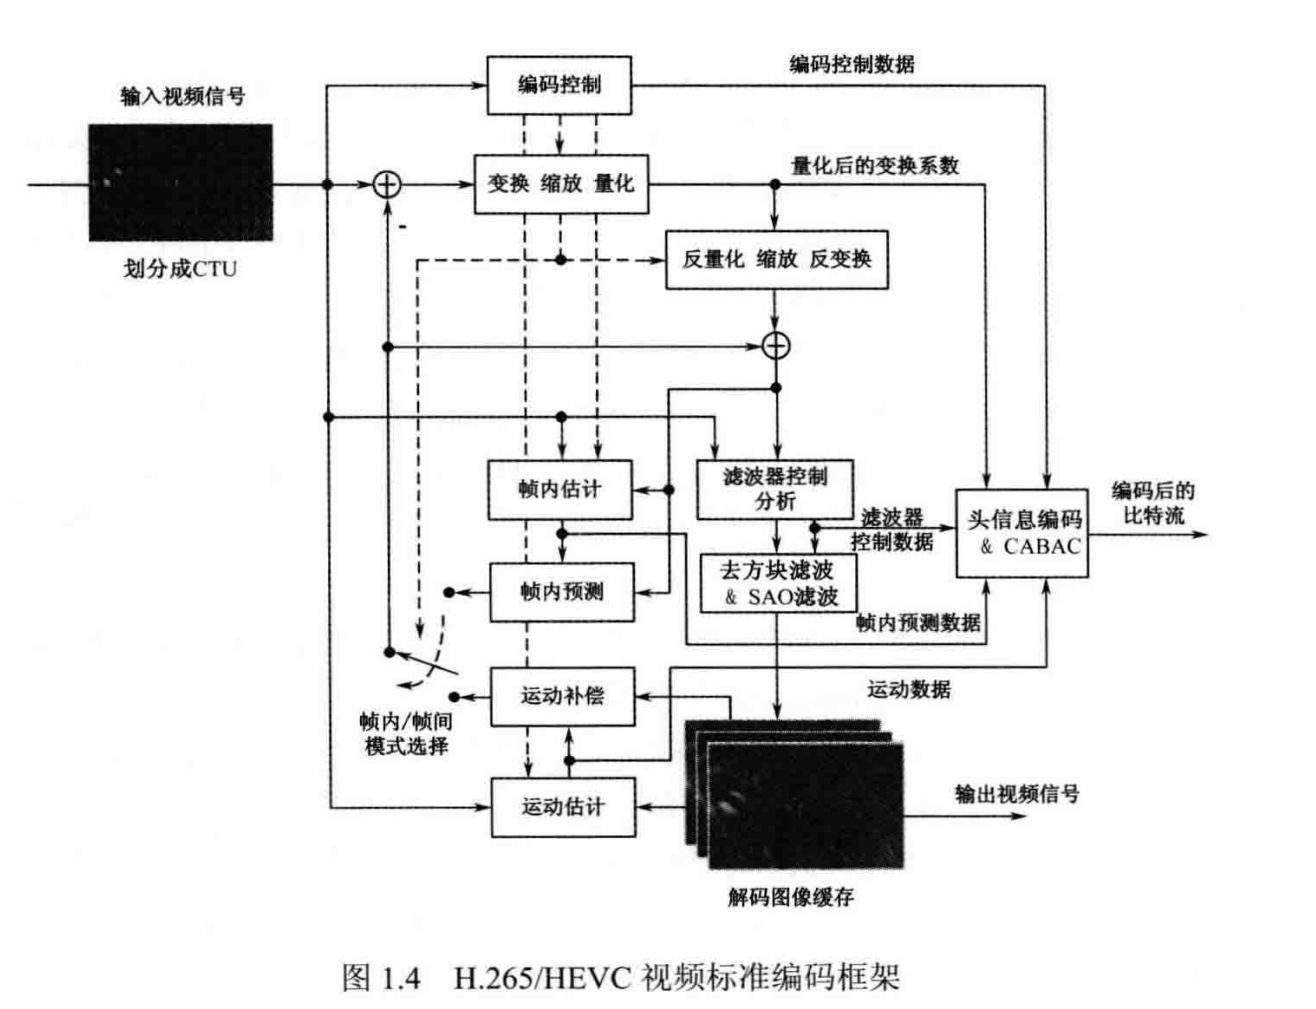 编码控制数据
编码控制
输入视频信号
量化后的变换系数
变换 缩放 量化
-
划分成CTU
反量化 缩放 反变换
帧内估计
滤波器控制
分析
编码后的
比特流
滤波器
控制数据
头信息编码
& CABAC
帧内预测
去方块滤波
& SAO滤波
帧内预测数据
运动补偿
运动数据
帧内/帧间
模式选择
运动估计
输出视频信号
解码图像缓存
图 1.4 H.265/HEVC 视频标准编码框架